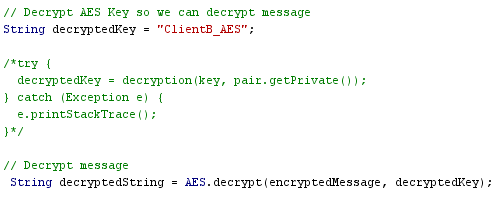 // Decrypt AES Key so we can decrypt message
String decryptedKey = "ClientB_AES";
/*try {
decryptedKey = decryption(key, pair.getPrivate());
} catch (Exception e) {
e.printStackTrace();
}*/
// Decrypt message
String decryptedString = AES.decrypt(encryptedMessage, decryptedKey);